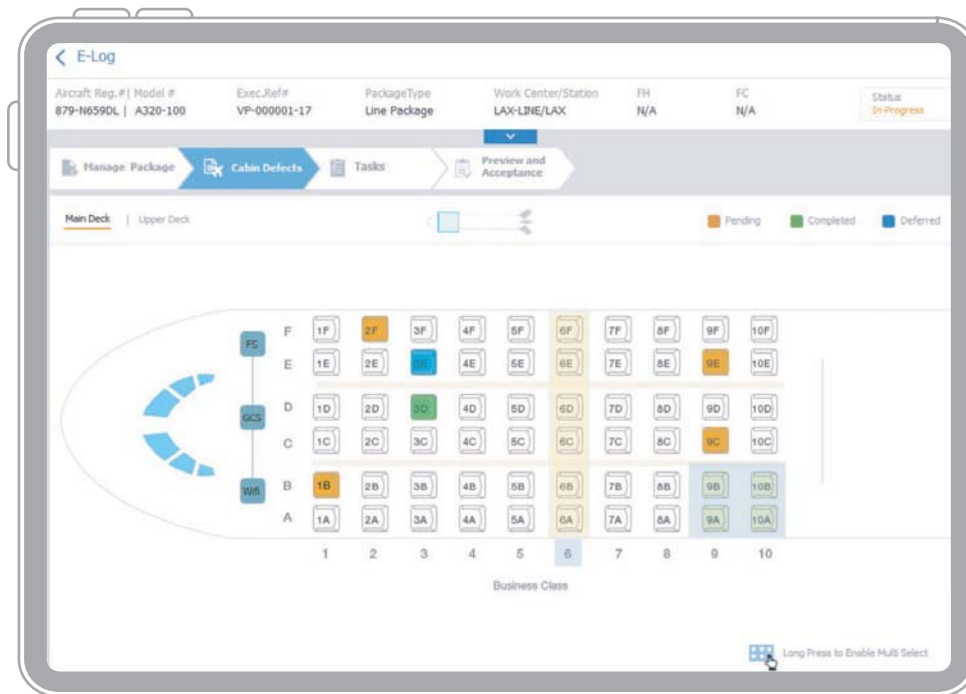 E-Log
Aircraft Reg.#| Model # Exec.Ref# PackageType Work Center/Station FH FC Status
879-N659DL | A320-100 VP-000001-17 Line Package LAX-LINE/LAX N/A N/A In-Progress
Manage Package Cabin Defects Tasks Preview and
Acceptance
Main Deck | Upper Deck Pending Completed Deferred
F 1F 2F 3F 4F 5F 6F 7F 8F 9F 10F
FS
E 1E 2E 3E 4E 5E 6E 7E 8E 9E 10E
D 1D 2D 3D 4D 5D 6D 7D 8D 9D 10D
GCS
C 1C 2C 3C 4C 5C 6C 7C 8C 9C 10C
Wifi B 1B 2B 3B 4B 5B 6B 7B 8B 9B 10B
A 1A 2A 3A 4A 5A 6A 7A 8A 9A 10A
1 2 3 4 5 6 7 8 9 10
Business Class
Long Press to Enable Multi Select